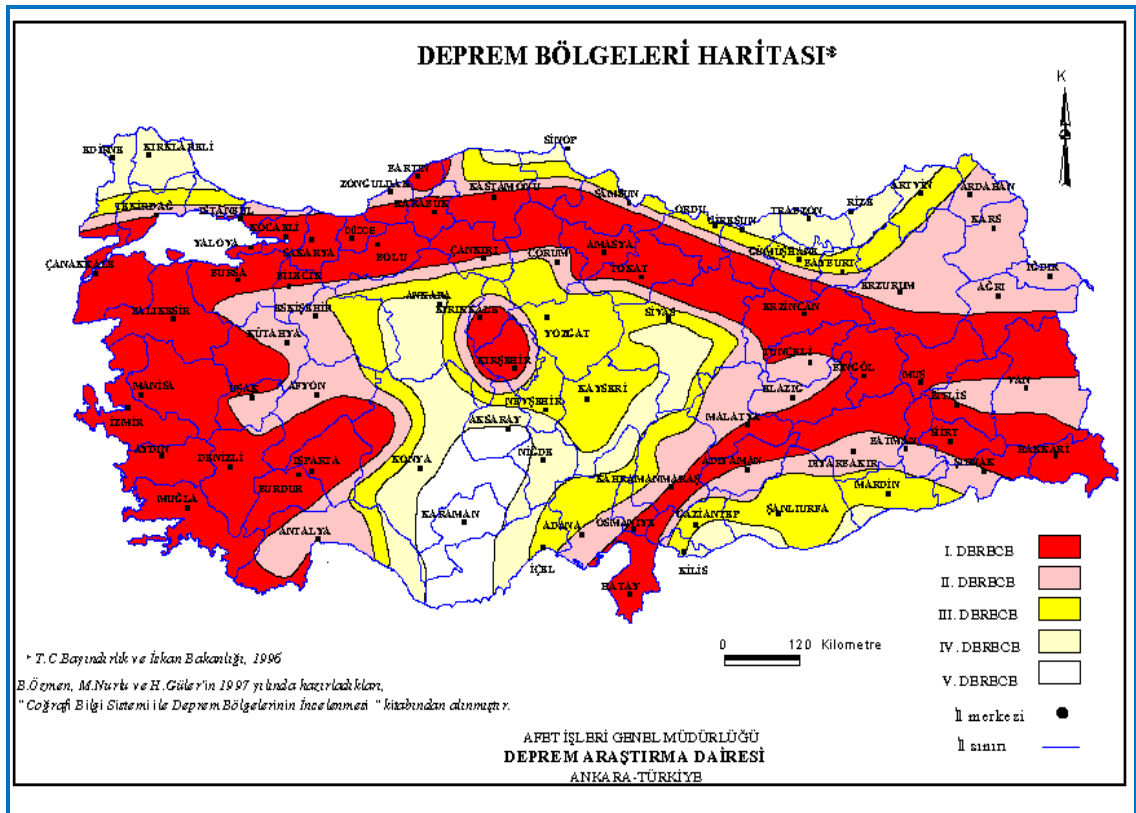 DEPREM BÖLGELERİ HARİTASI*
K
SİNOP
EDİRNE
KIRKLARELİ
BARTIN
ZONGULDAK
KASTAMONU
KARABÜK
SAMSUN
ARTVİN
ARDAHAN
TEKİRDAĞ
İSTANBUL
ORDU
GİRESUN
TRABZON
RİZE
KARS
KOCAELİ
YALOVA
SAKARYA
DÜZCE
BOLU
ÇANKIRI
ÇORUM
AMASYA
TOKAT
GÜMÜŞHANE
BAYBURT
ÇANAKKALE
BURSA
BİLECİK
ERZURUM
IĞDIR
AĞRI
ESKİŞEHİR
ANKARA
KIRIKKALE
YOZGAT
SİVAS
ERZİNCAN
BALIKESİR
KÜTAHYA
KIRŞEHİR
TUNCELİ
BİNGÖL
MUŞ
VAN
MANİSA
UŞAK
AFYON
NEVŞEHİR
KAYSERİ
ELAZIĞ
BİTLİS
İZMİR
AKSARAY
MALATYA
SİİRT
AYDIN
DENİZLİ
ISPARTA
KONYA
NİĞDE
ADIYAMAN
DİYARBAKIR
BATMAN
ŞIRNAK
HAKKARİ
BURDUR
KAHRAMANMARAŞ
MARDİN
MUĞLA
ANTALYA
KARAMAN
ADANA
OSMANİYE
GAZİANTEP
ŞANLIURFA
İÇEL
KİLİS
HATAY
I. DERECE
II. DERECE
III. DERECE
IV. DERECE
V. DERECE
İl merkezi
İl sınırı
0 120 Kilometre
* T.C.Bayındırlık ve İskan Bakanlığı, 1996
B.Özmen, M.Nurlu ve H.Güler'in 1997 yılında hazırladıkları,
"Coğrafi Bilgi Sistemi ile Deprem Bölgelerinin İncelenmesi " kitabından alınmıştır.
AFET İŞLERİ GENEL MÜDÜRLÜĞÜ
DEPREM ARAŞTIRMA DAİRESİ
ANKARA-TÜRKİYE